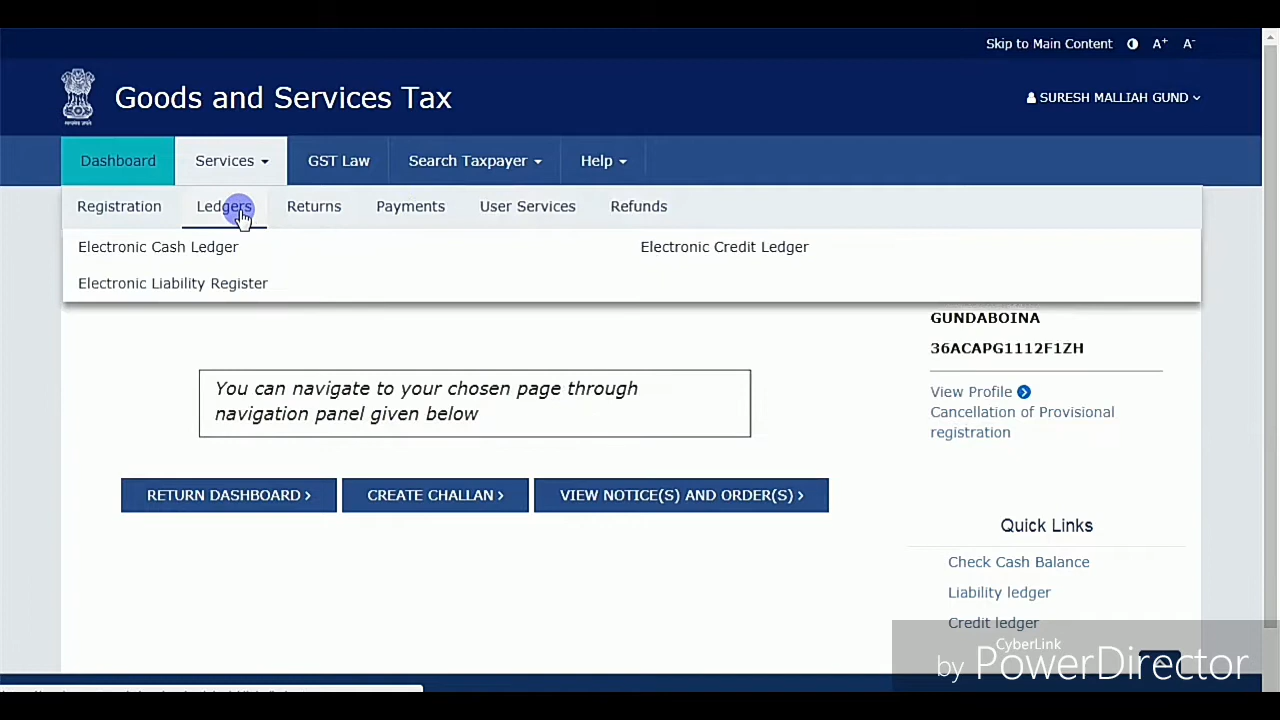 Skip to Main Content A+ A-
Goods and Services Tax
SURESH MALLIAH GUND
Dashboard Services GST Law Search Taxpayer Help
Registration Ledgers Returns Payments User Services Refunds
Electronic Cash Ledger Electronic Credit Ledger
Electronic Liability Register
GUNDABOINA
36ACAPG1112F1ZH
You can navigate to your chosen page through
navigation panel given below
View Profile
Cancellation of Provisional
registration
RETURN DASHBOARD › CREATE CHALLAN › VIEW NOTICE(S) AND ORDER(S) ›
Quick Links
Check Cash Balance
Liability ledger
Credit ledger
CyberLink
by PowerDirector